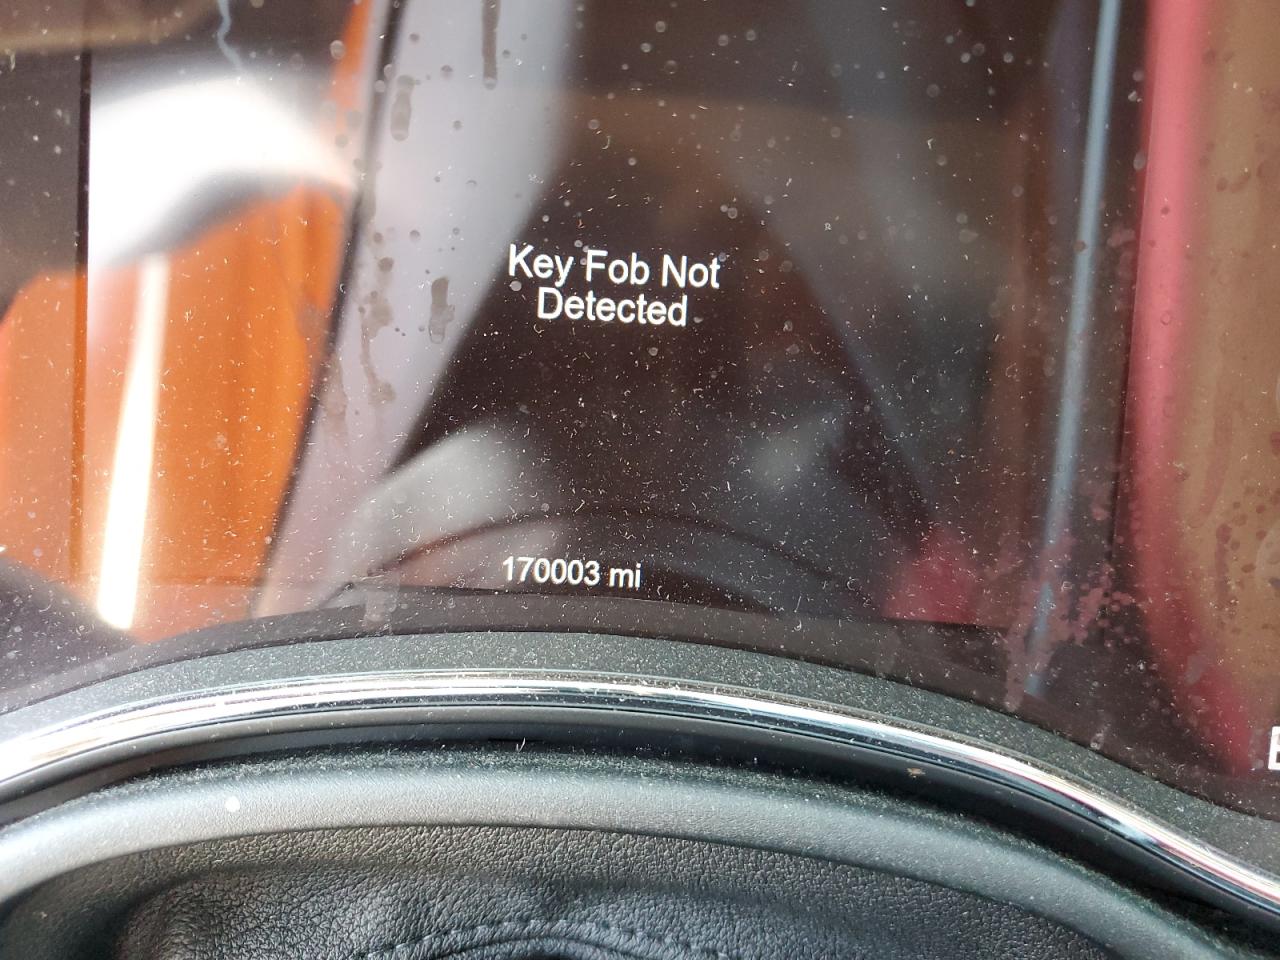 Key Fob Not
Detected
170003 mi
E